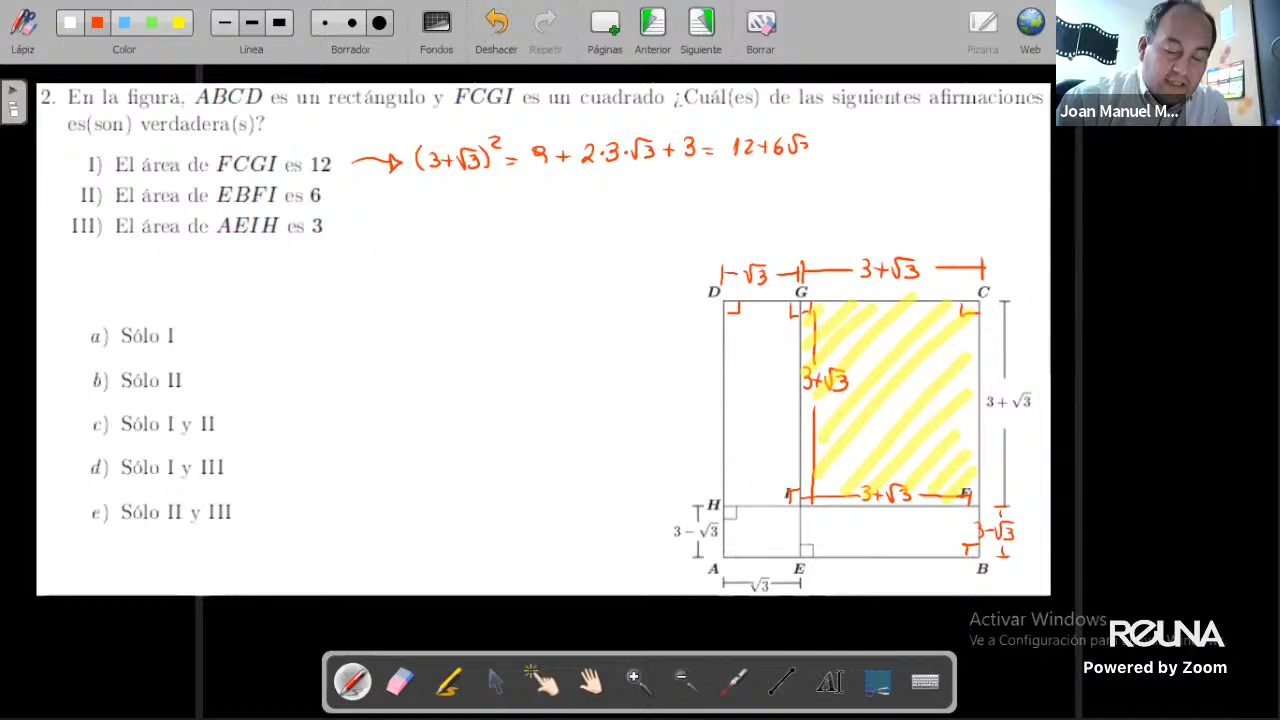 Lápiz
Color
Línea
Borrador
Fondos
Deshacer
Repetir
Páginas
Anterior
Siguiente
Borrar
Pizarra
Web
Joan Manuel M...
2. En la figura, ABCD es un rectángulo y FCGI es un cuadrado ¿Cuál(es) de las siguientes afirmaciones
es(son) verdadera(s)?
I) El área de FCGI es 12
(3+√3)² = 9 + 2·3·√3 + 3 = 12+6√3
II) El área de EBFI es 6
III) El área de AEIH es 3
a) Sólo I
b) Sólo II
c) Sólo I y II
d) Sólo I y III
e) Sólo II y III
√3
3+√3
D
G
C
3+√3
3 + √3
I
3+√3
F
H
3 − √3
3-√3
A
E
B
√3
Activar Windows
REUNA
Powered by Zoom